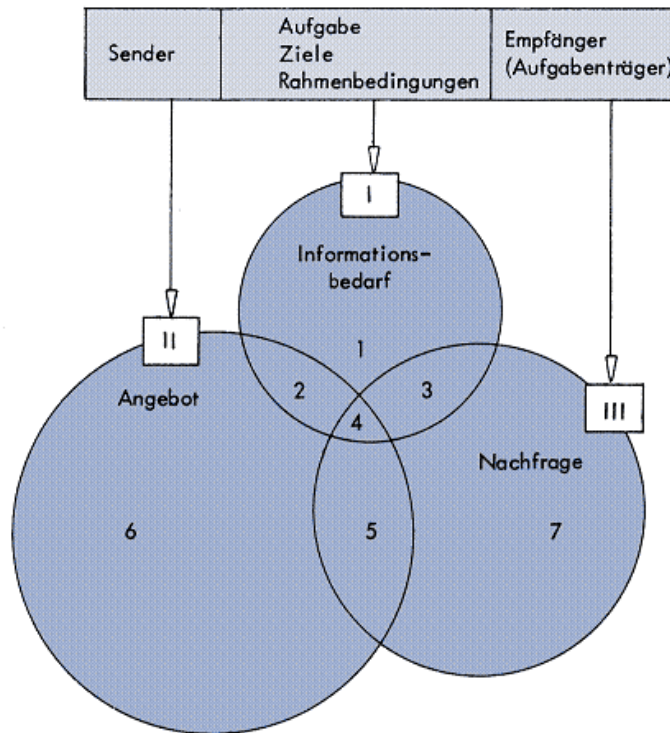 Sender
Aufgabe
Ziele
Rahmenbedingungen
Empfänger
(Aufgabenträger)
I
Informations-
bedarf
1
II
Angebot
2
3
4
III
Nachfrage
6
5
7